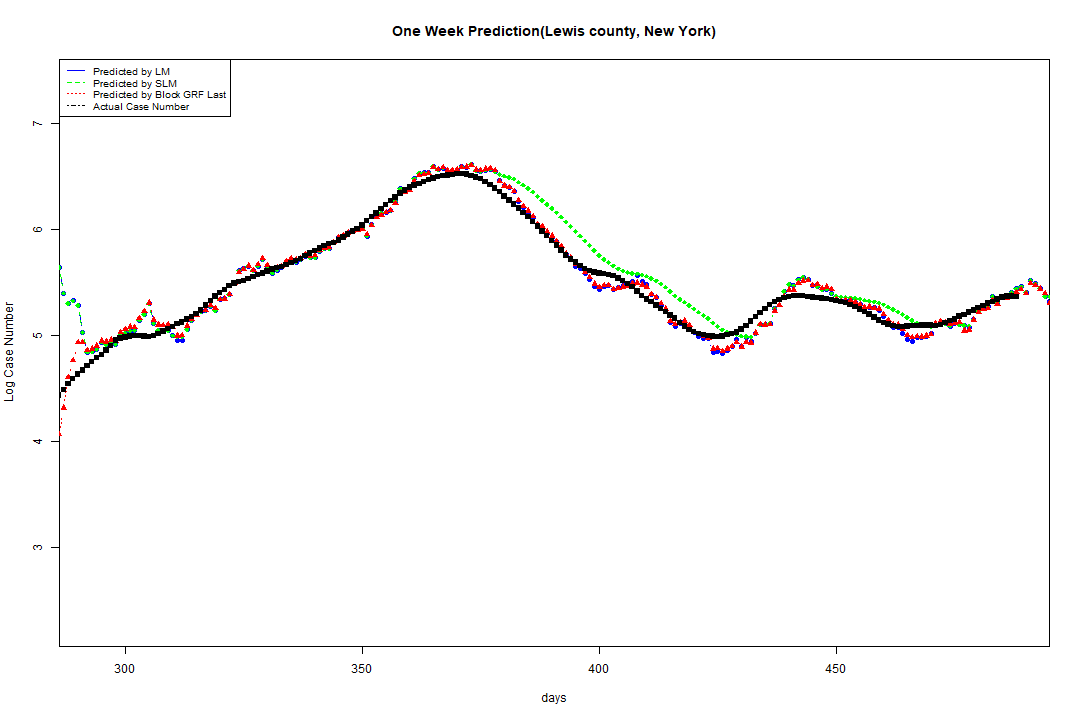 One Week Prediction(Lewis county, New York)
Predicted by LM
Predicted by SLM
Predicted by Block GRF Last
Actual Case Number
7
6
5
4
3
Log Case Number
300 350 400 450
days